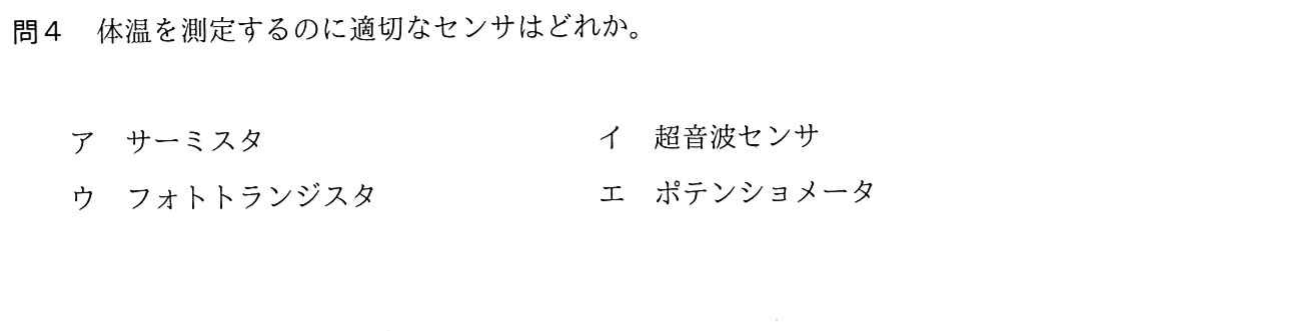 問4 体温を測定するのに適切なセンサはどれか。
ア サーミスタ イ 超音波センサ
ウ フォトトランジスタ エ ポテンショメータ